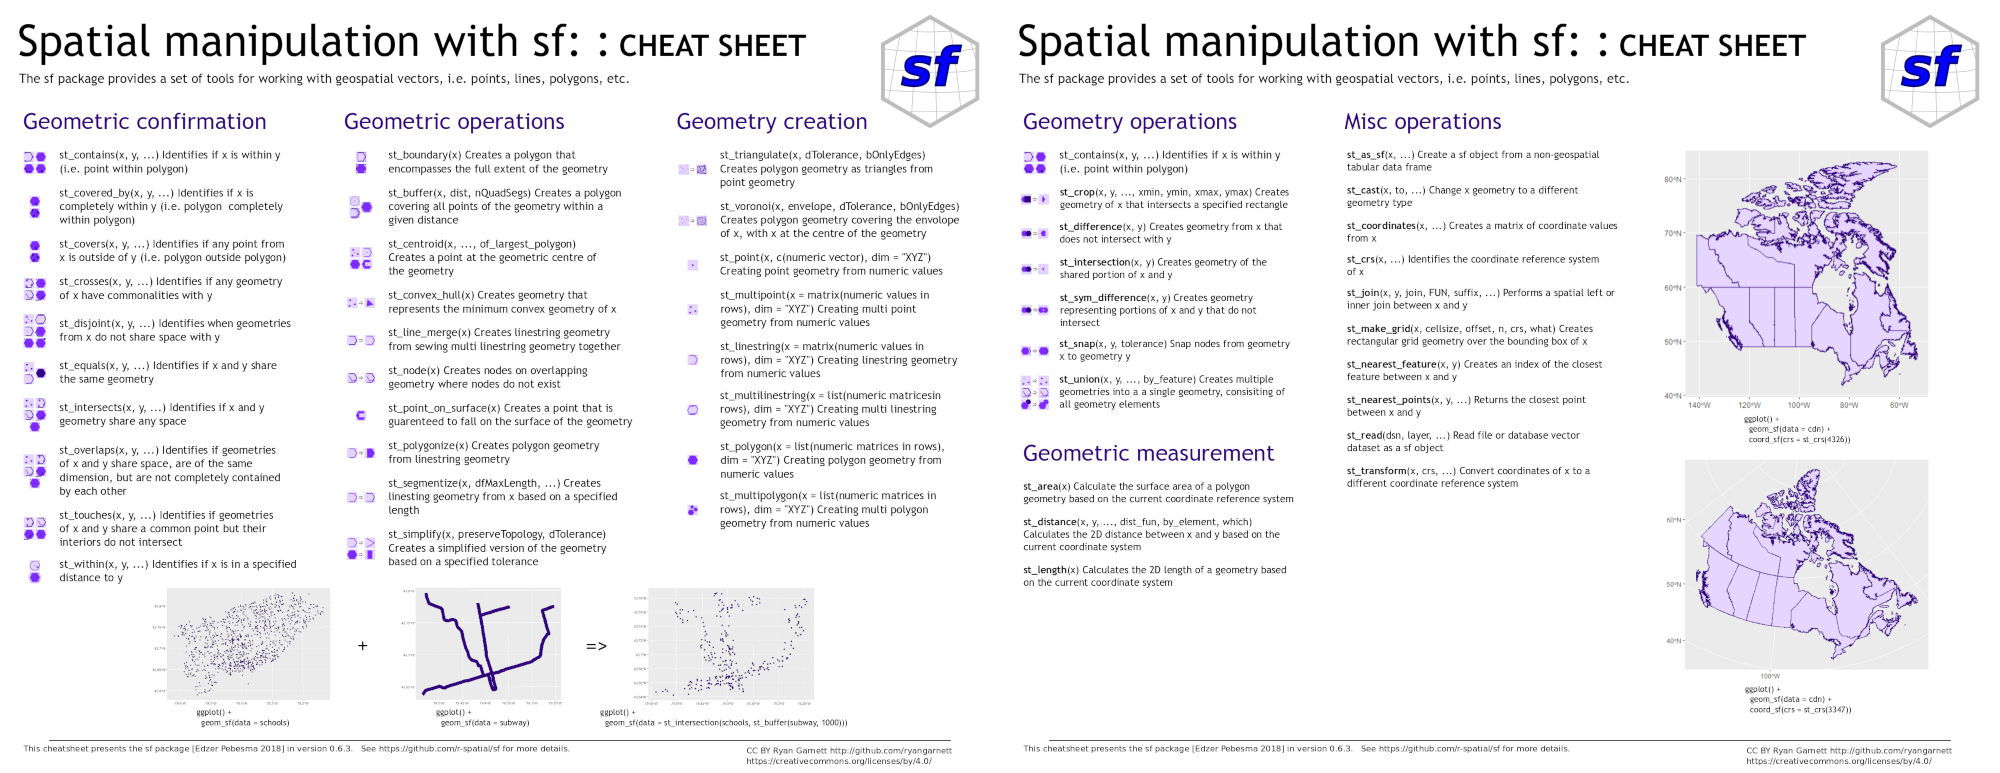 Spatial manipulation with sf: : CHEAT SHEET
The sf package provides a set of tools for working with geospatial vectors, i.e. points, lines, polygons, etc.
sf
Geometric confirmation
st_contains(x, y, ...) Identifies if x is within y
(i.e. point within polygon)
st_covered_by(x, y, ...) Identifies if x is
completely within y (i.e. polygon completely
within polygon)
st_covers(x, y, ...) Identifies if any point from
x is outside of y (i.e. polygon outside polygon)
st_crosses(x, y, ...) Identifies if any geometry
of x have commonalities with y
st_disjoint(x, y, ...) Identifies when geometries
from x do not share space with y
st_equals(x, y, ...) Identifies if x and y share
the same geometry
st_intersects(x, y, ...) Identifies if x and y
geometry share any space
st_overlaps(x, y, ...) Identifies if geometries
of x and y share space, are of the same
dimension, but are not completely contained
by each other
st_touches(x, y, ...) Identifies if geometries
of x and y share a common point but their
interiors do not intersect
st_within(x, y, ...) Identifies if x is in a specified
distance to y
Geometric operations
st_boundary(x) Creates a polygon that
encompasses the full extent of the geometry
st_buffer(x, dist, nQuadSegs) Creates a polygon
covering all points of the geometry within a
given distance
st_centroid(x, ..., of_largest_polygon)
Creates a point at the geometric centre of
the geometry
st_convex_hull(x) Creates geometry that
represents the minimum convex geometry of x
st_line_merge(x) Creates linestring geometry
from sewing multi linestring geometry together
st_node(x) Creates nodes on overlapping
geometry where nodes do not exist
st_point_on_surface(x) Creates a point that is
guarenteed to fall on the surface of the geometry
st_polygonize(x) Creates polygon geometry
from linestring geometry
st_segmentize(x, dfMaxLength, ...) Creates
linesting geometry from x based on a specified
length
st_simplify(x, preserveTopology, dTolerance)
Creates a simplified version of the geometry
based on a specified tolerance
Geometry creation
st_triangulate(x, dTolerance, bOnlyEdges)
Creates polygon geometry as triangles from
point geometry
st_voronoi(x, envelope, dTolerance, bOnlyEdges)
Creates polygon geometry covering the envelope
of x, with x at the centre of the geometry
st_point(x, c(numeric vector), dim = "XYZ")
Creating point geometry from numeric values
st_multipoint(x = matrix(numeric values in
rows), dim = "XYZ") Creating multi point
geometry from numeric values
st_linestring(x = matrix(numeric values in
rows), dim = "XYZ") Creating linestring geometry
from numeric values
st_multilinestring(x = list(numeric matricesin
rows), dim = "XYZ") Creating multi linestring
geometry from numeric values
st_polygon(x = list(numeric matrices in rows),
dim = "XYZ") Creating polygon geometry from
numeric values
st_multipolygon(x = list(numeric matrices in
rows), dim = "XYZ") Creating multi polygon
geometry from numeric values
+
=>
ggplot() +
geom_sf(data = schools)
ggplot() +
geom_sf(data = subway)
ggplot() +
geom_sf(data = st_intersection(schools, st_buffer(subway, 1000)))
This cheatsheet presents the sf package [Edzer Pebesma 2018] in version 0.6.3. See https://github.com/r-spatial/sf for more details.
CC BY Ryan Garnett http://github.com/ryangarnett
https://creativecommons.org/licenses/by/4.0/
Spatial manipulation with sf: : CHEAT SHEET
The sf package provides a set of tools for working with geospatial vectors, i.e. points, lines, polygons, etc.
sf
Geometry operations
st_contains(x, y, ...) Identifies if x is within y
(i.e. point within polygon)
st_crop(x, y, ..., xmin, ymin, xmax, ymax) Creates
geometry of x that intersects a specified rectangle
st_difference(x, y) Creates geometry from x that
does not intersect with y
st_intersection(x, y) Creates geometry of the
shared portion of x and y
st_sym_difference(x, y) Creates geometry
representing portions of x and y that do not
intersect
st_snap(x, y, tolerance) Snap nodes from geometry
x to geometry y
st_union(x, y, ..., by_feature) Creates multiple
geometries into a a single geometry, consisiting of
all geometry elements
Geometric measurement
st_area(x) Calculate the surface area of a polygon
geometry based on the current coordinate reference system
st_distance(x, y, ..., dist_fun, by_element, which)
Calculates the 2D distance between x and y based on the
current coordinate system
st_length(x) Calculates the 2D length of a geometry based
on the current coordinate system
Misc operations
st_as_sf(x, ...) Create a sf object from a non-geospatial
tabular data frame
st_cast(x, to, ...) Change x geometry to a different
geometry type
st_coordinates(x, ...) Creates a matrix of coordinate values
from x
st_crs(x, ...) Identifies the coordinate reference system
of x
st_join(x, y, join, FUN, suffix, ...) Performs a spatial left or
inner join between x and y
st_make_grid(x, cellsize, offset, n, crs, what) Creates
rectangular grid geometry over the bounding box of x
st_nearest_feature(x, y) Creates an index of the closest
feature between x and y
st_nearest_points(x, y, ...) Returns the closest point
between x and y
st_read(dsn, layer, ...) Read file or database vector
dataset as a sf object
st_transform(x, crs, ...) Convert coordinates of x to a
different coordinate reference system
80°N
70°N
60°N
50°N
40°N
140°W 120°W 100°W 80°W 60°W
ggplot() +
geom_sf(data = cdn) +
coord_sf(crs = st_crs(4326))
60°N
50°N
40°N
100°W
ggplot() +
geom_sf(data = cdn) +
coord_sf(crs = st_crs(3347))
This cheatsheet presents the sf package [Edzer Pebesma 2018] in version 0.6.3. See https://github.com/r-spatial/sf for more details.
CC BY Ryan Garnett http://github.com/ryangarnett
https://creativecommons.org/licenses/by/4.0/